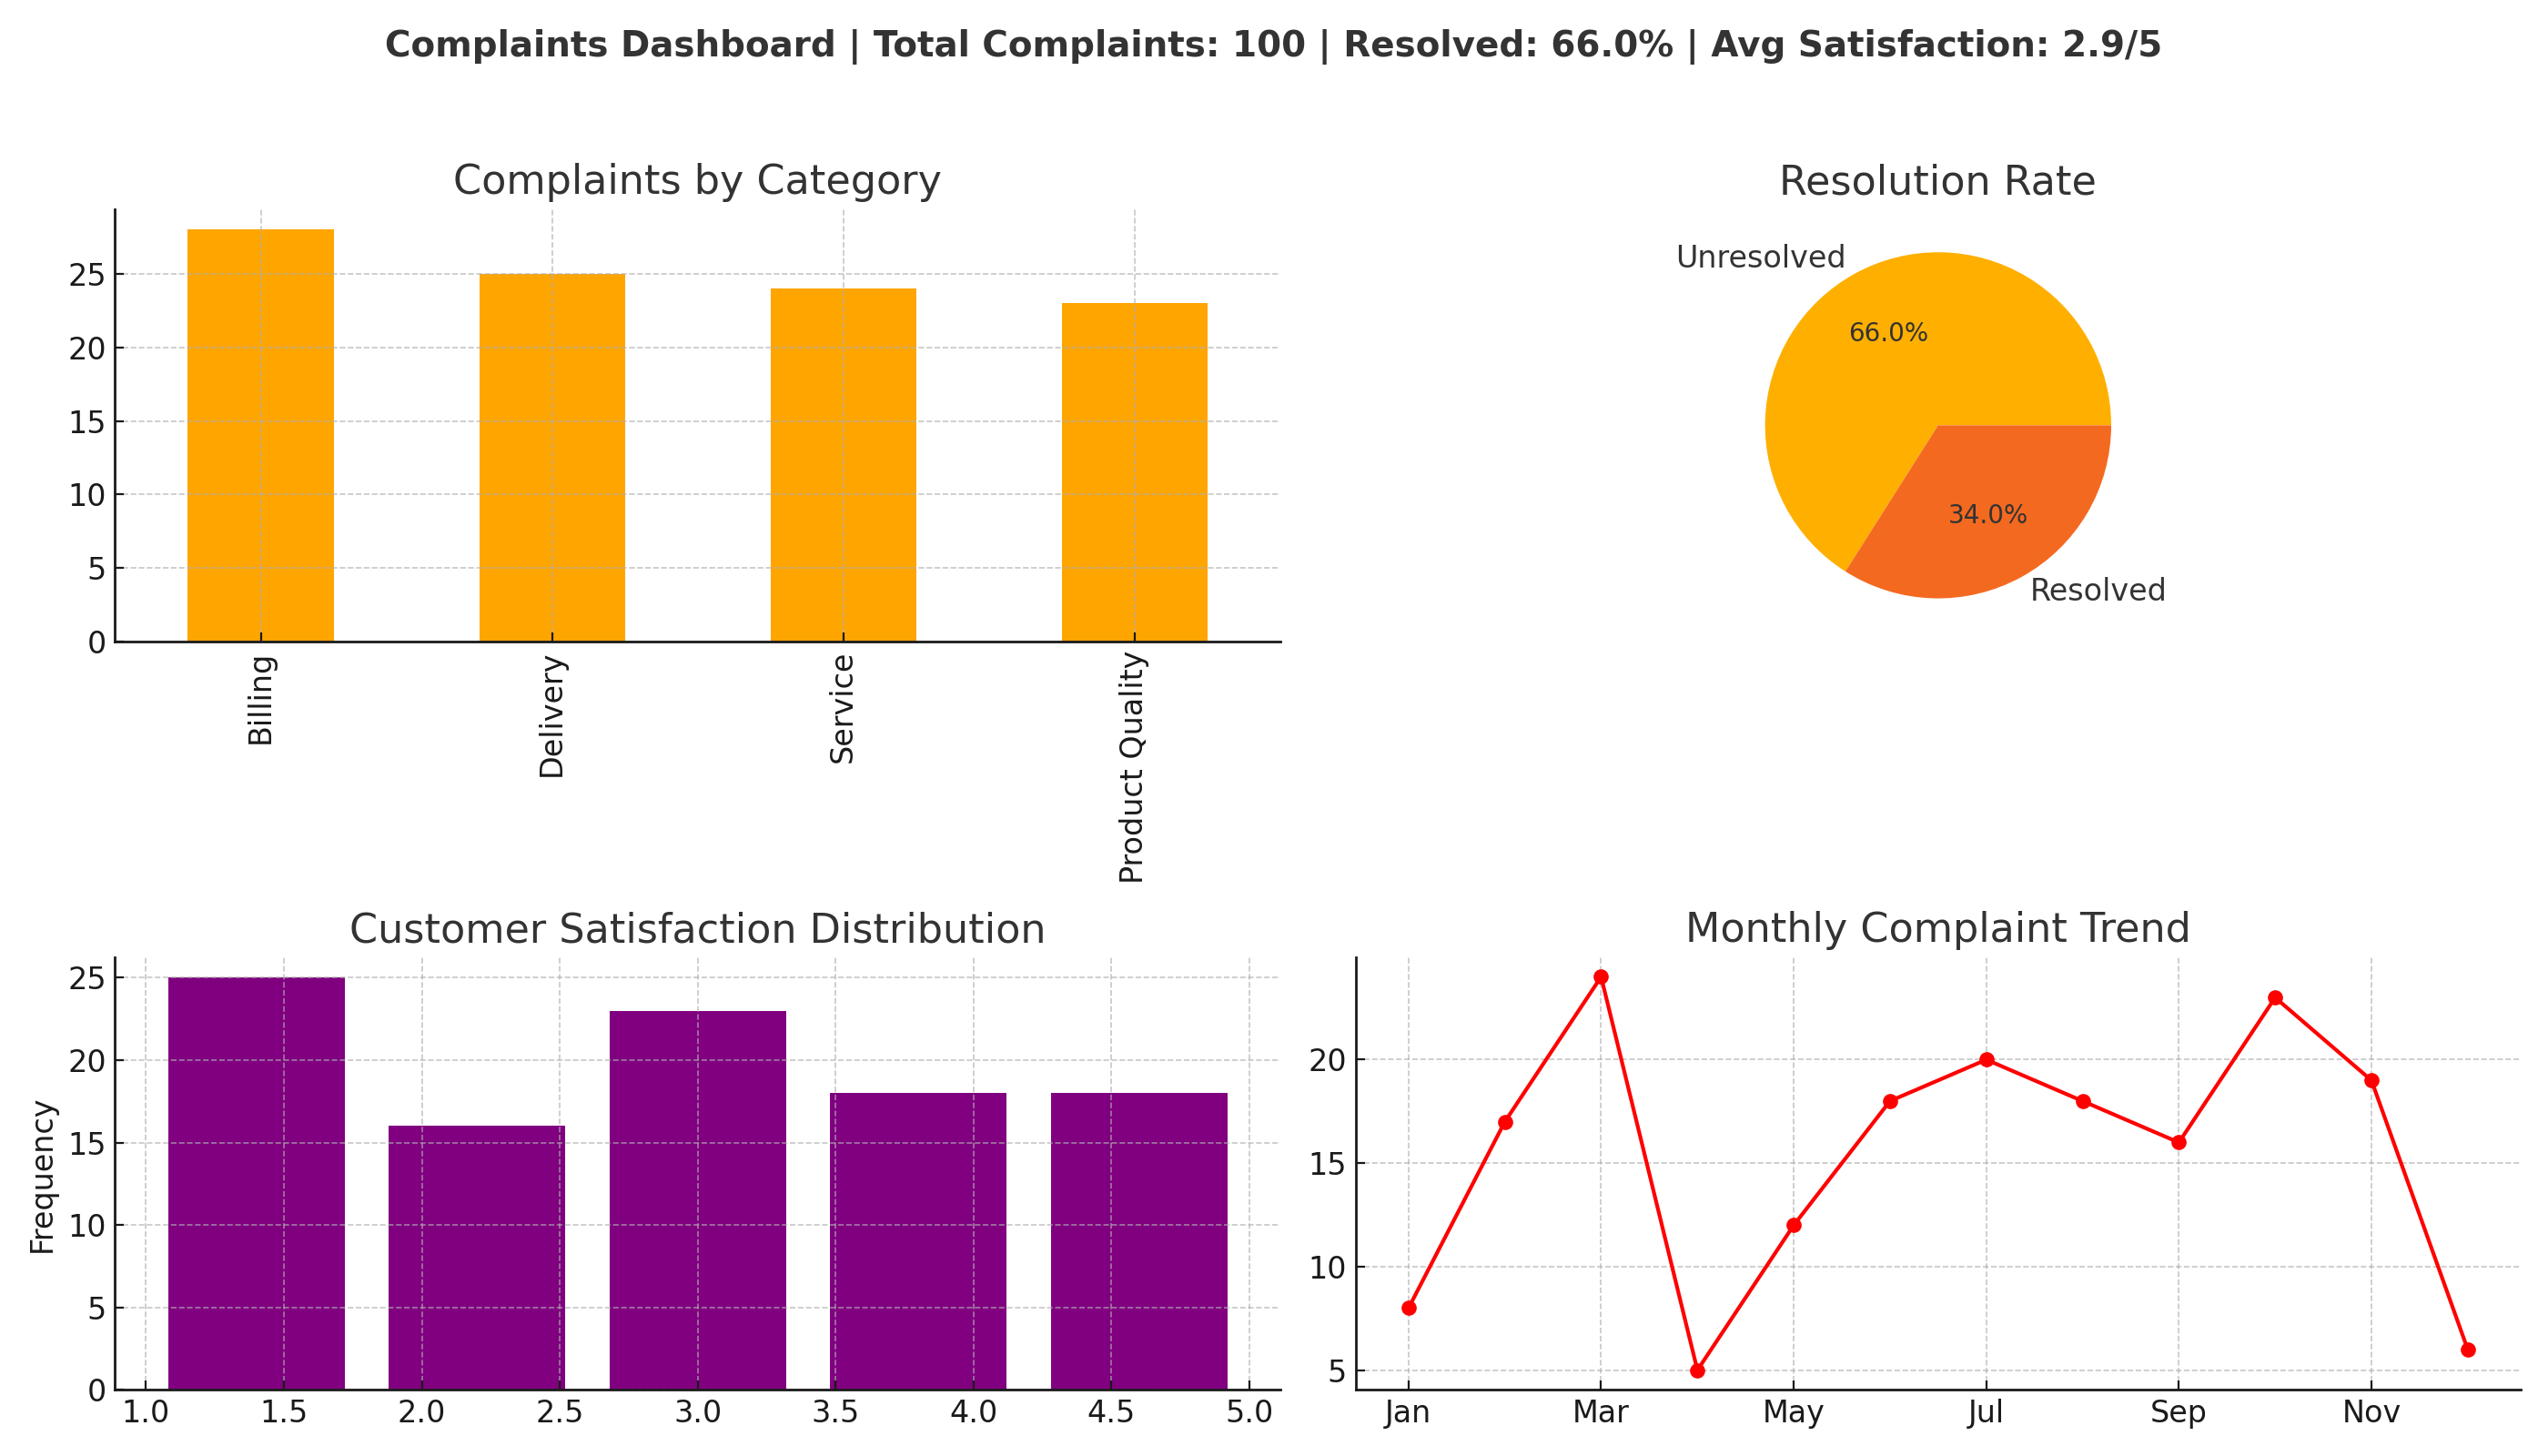 Complaints Dashboard | Total Complaints: 100 | Resolved: 66.0% | Avg Satisfaction: 2.9/5
Complaints by Category
25
20
15
10
5
0
Billing
Delivery
Service
Product Quality
Resolution Rate
Unresolved
66.0%
34.0%
Resolved
Customer Satisfaction Distribution
Frequency
25
20
15
10
5
0
1.0 1.5 2.0 2.5 3.0 3.5 4.0 4.5 5.0
Monthly Complaint Trend
20
15
10
5
Jan Mar May Jul Sep Nov